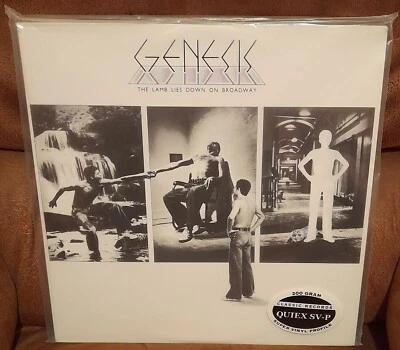 GENESIS
THE LAMB LIES DOWN ON BROADWAY
200 GRAM
CLASSIC RECORDS
QUIEX SV-P
SUPER VINYL PROFILE